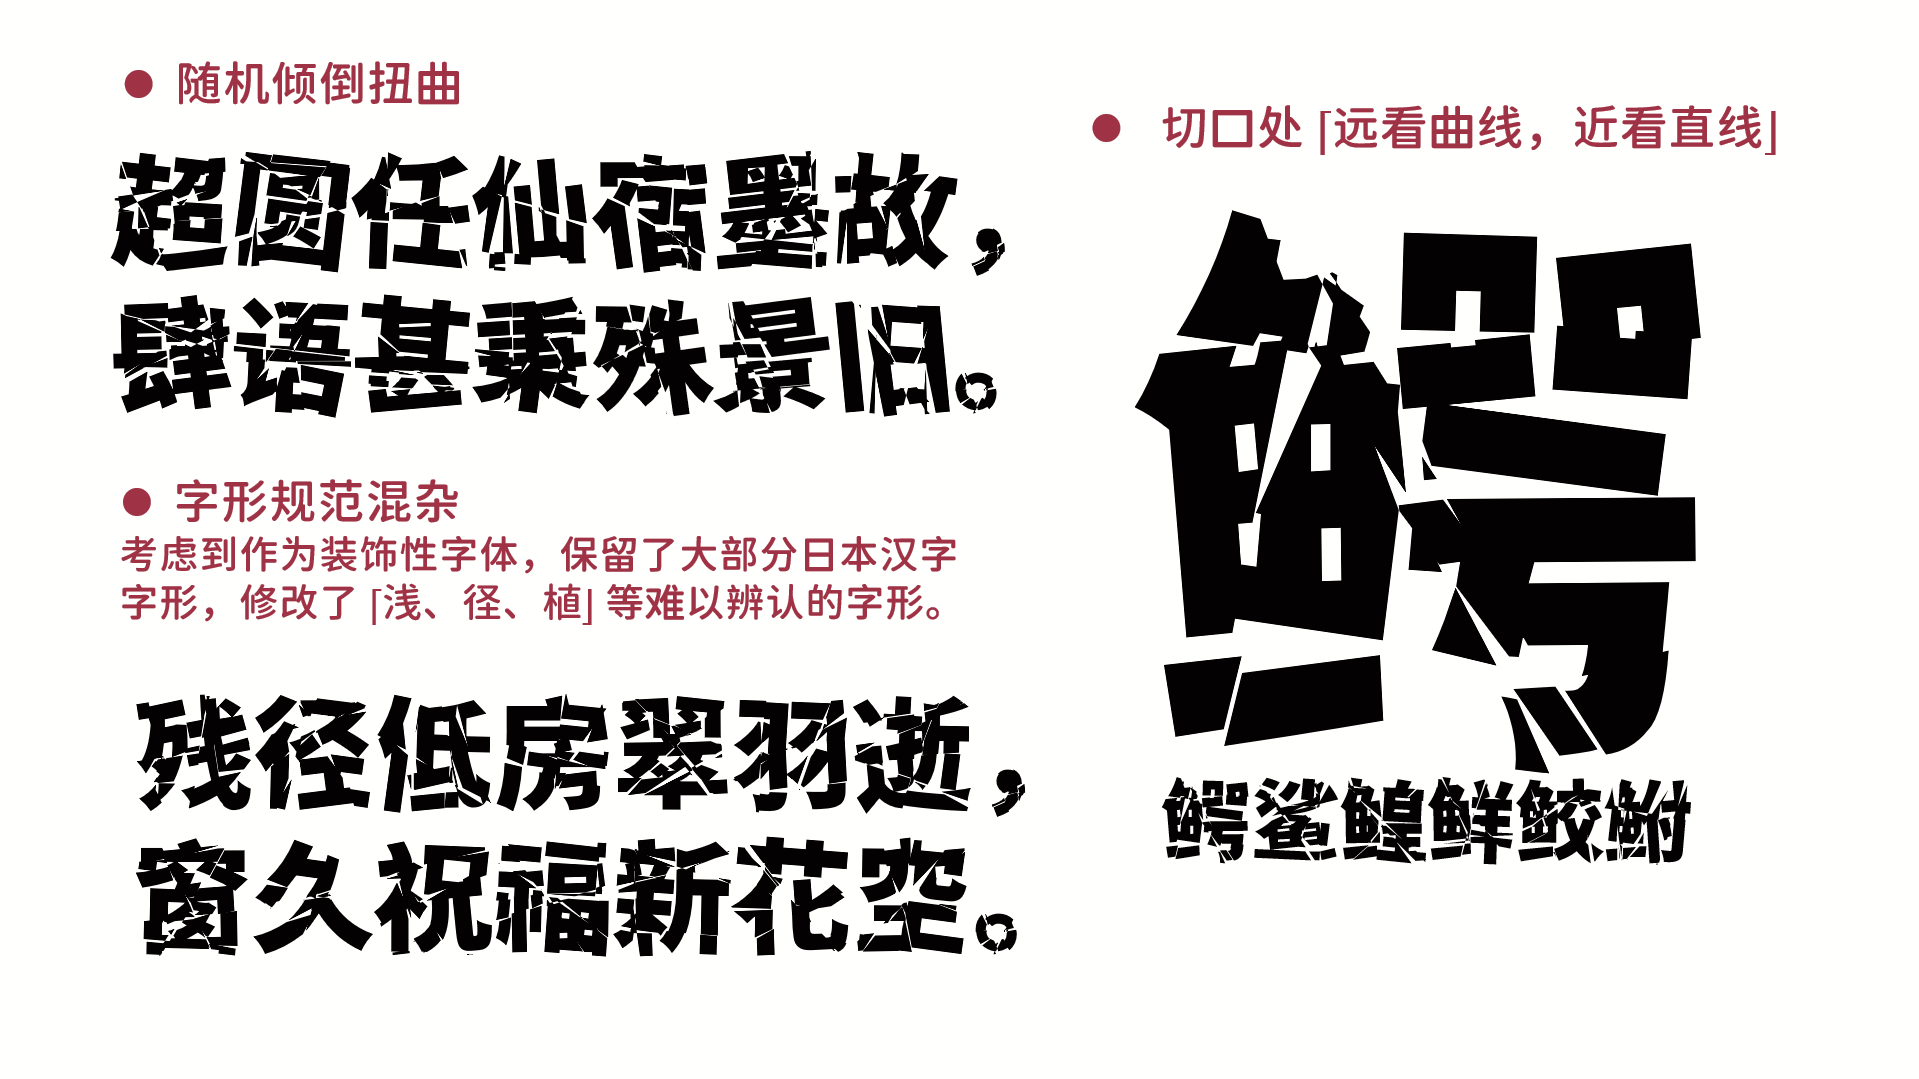 ● 随机倾倒扭曲
超圆任仙宿墨故，
肆语甚秉殊景旧。
● 字形规范混杂
考虑到作为装饰性字体，保留了大部分日本汉字
字形，修改了「浅、径、植」等难以辨认的字形。
残径低房翠羽逝，
窗久祝福新花空。
● 切口处「远看曲线，近看直线」
鳄
鳄鲨鳇鲜鲛鲋